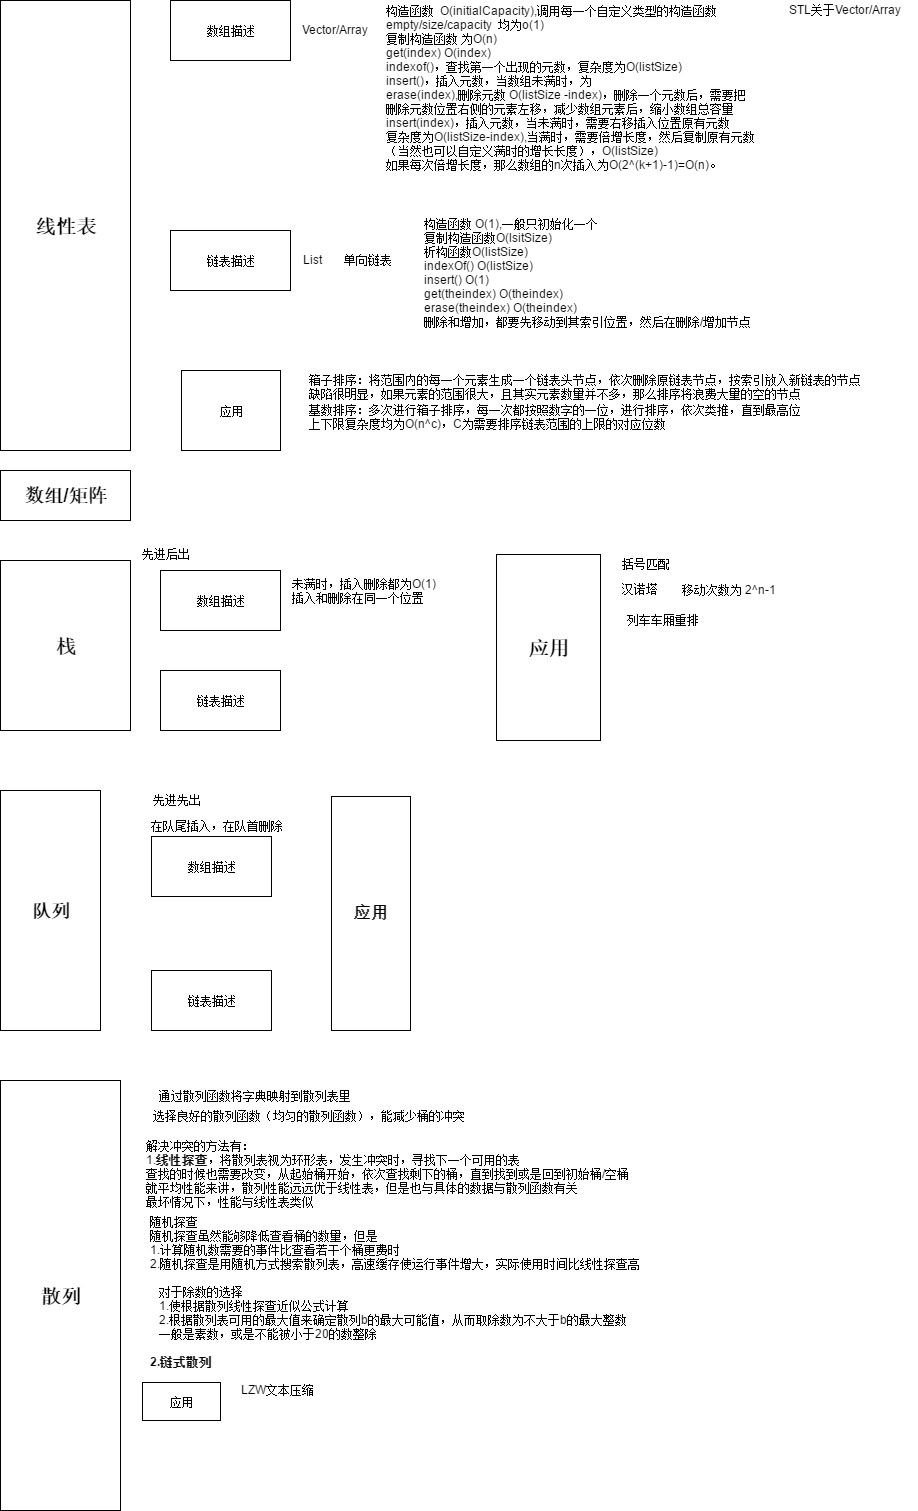 线性表
数组描述
Vector/Array
构造函数 O(initialCapacity),调用每一个自定义类型的构造函数
empty/size/capacity 均为o(1)
复制构造函数 为O(n)
get(index) O(index)
indexof()，查找第一个出现的元数，复杂度为O(listSize)
insert()，插入元数，当数组未满时，为
erase(index),删除元数 O(listSize -index)，删除一个元数后，需要把
删除元数位置右侧的元素左移，减少数组元素后，缩小数组总容量
insert(index)，插入元数，当未满时，需要右移插入位置原有元数
复杂度为O(listSize-index),当满时，需要倍增长度，然后复制原有元数
（当然也可以自定义满时的增长长度），O(listSize)
如果每次倍增长度，那么数组的n次插入为O(2^(k+1)-1)=O(n)。
STL关于Vector/Array
链表描述
List
单向链表
构造函数 O(1),一般只初始化一个
复制构造函数O(lsitSize)
析构函数O(listSize)
indexOf() O(listSize)
insert() O(1)
get(theindex) O(theindex)
erase(theindex) O(theindex)
删除和增加，都要先移动到其索引位置，然后在删除/增加节点
应用
箱子排序：将范围内的每一个元素生成一个链表头节点，依次删除原链表节点，按索引放入新链表的节点
缺陷很明显，如果元素的范围很大，且其实元素数量并不多，那么排序将浪费大量的空的节点
基数排序：多次进行箱子排序，每一次都按照数字的一位，进行排序，依次类推，直到最高位
上下限复杂度均为O(n^c)，C为需要排序链表范围的上限的对应位数
数组/矩阵
栈
先进后出
数组描述
未满时，插入删除都为O(1)
插入和删除在同一个位置
链表描述
应用
括号匹配
汉诺塔 移动次数为 2^n-1
列车车厢重排
队列
先进先出
在队尾插入，在队首删除
数组描述
链表描述
应用
散列
通过散列函数将字典映射到散列表里
选择良好的散列函数（均匀的散列函数），能减少桶的冲突
解决冲突的方法有：
1.线性探查，将散列表视为环形表，发生冲突时，寻找下一个可用的表
查找的时候也需要改变，从起始桶开始，依次查找剩下的桶，直到找到或是回到初始桶/空桶
就平均性能来讲，散列性能远远优于线性表，但是也与具体的数据与散列函数有关
最坏情况下，性能与线性表类似
随机探查
随机探查虽然能够降低查看桶的数量，但是
1.计算随机数需要的事件比查看若干个桶更费时
2.随机探查是用随机方式搜索散列表，高速缓存使运行事件增大，实际使用时间比线性探查高
对于除数的选择
1.使根据散列线性探查近似公式计算
2.根据散列表可用的最大值来确定散列b的最大可能值，从而取除数为不大于b的最大整数
一般是素数，或是不能被小于20的数整除
2.链式散列
应用
LZW文本压缩